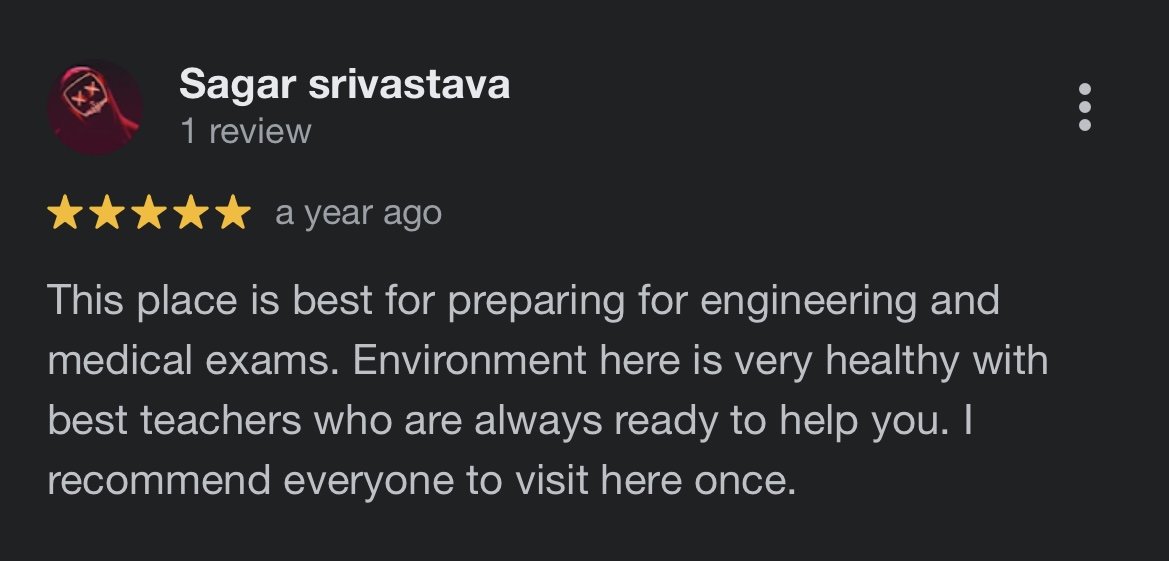 Sagar srivastava
1 review
a year ago
This place is best for preparing for engineering and
medical exams. Environment here is very healthy with
best teachers who are always ready to help you. I
recommend everyone to visit here once.